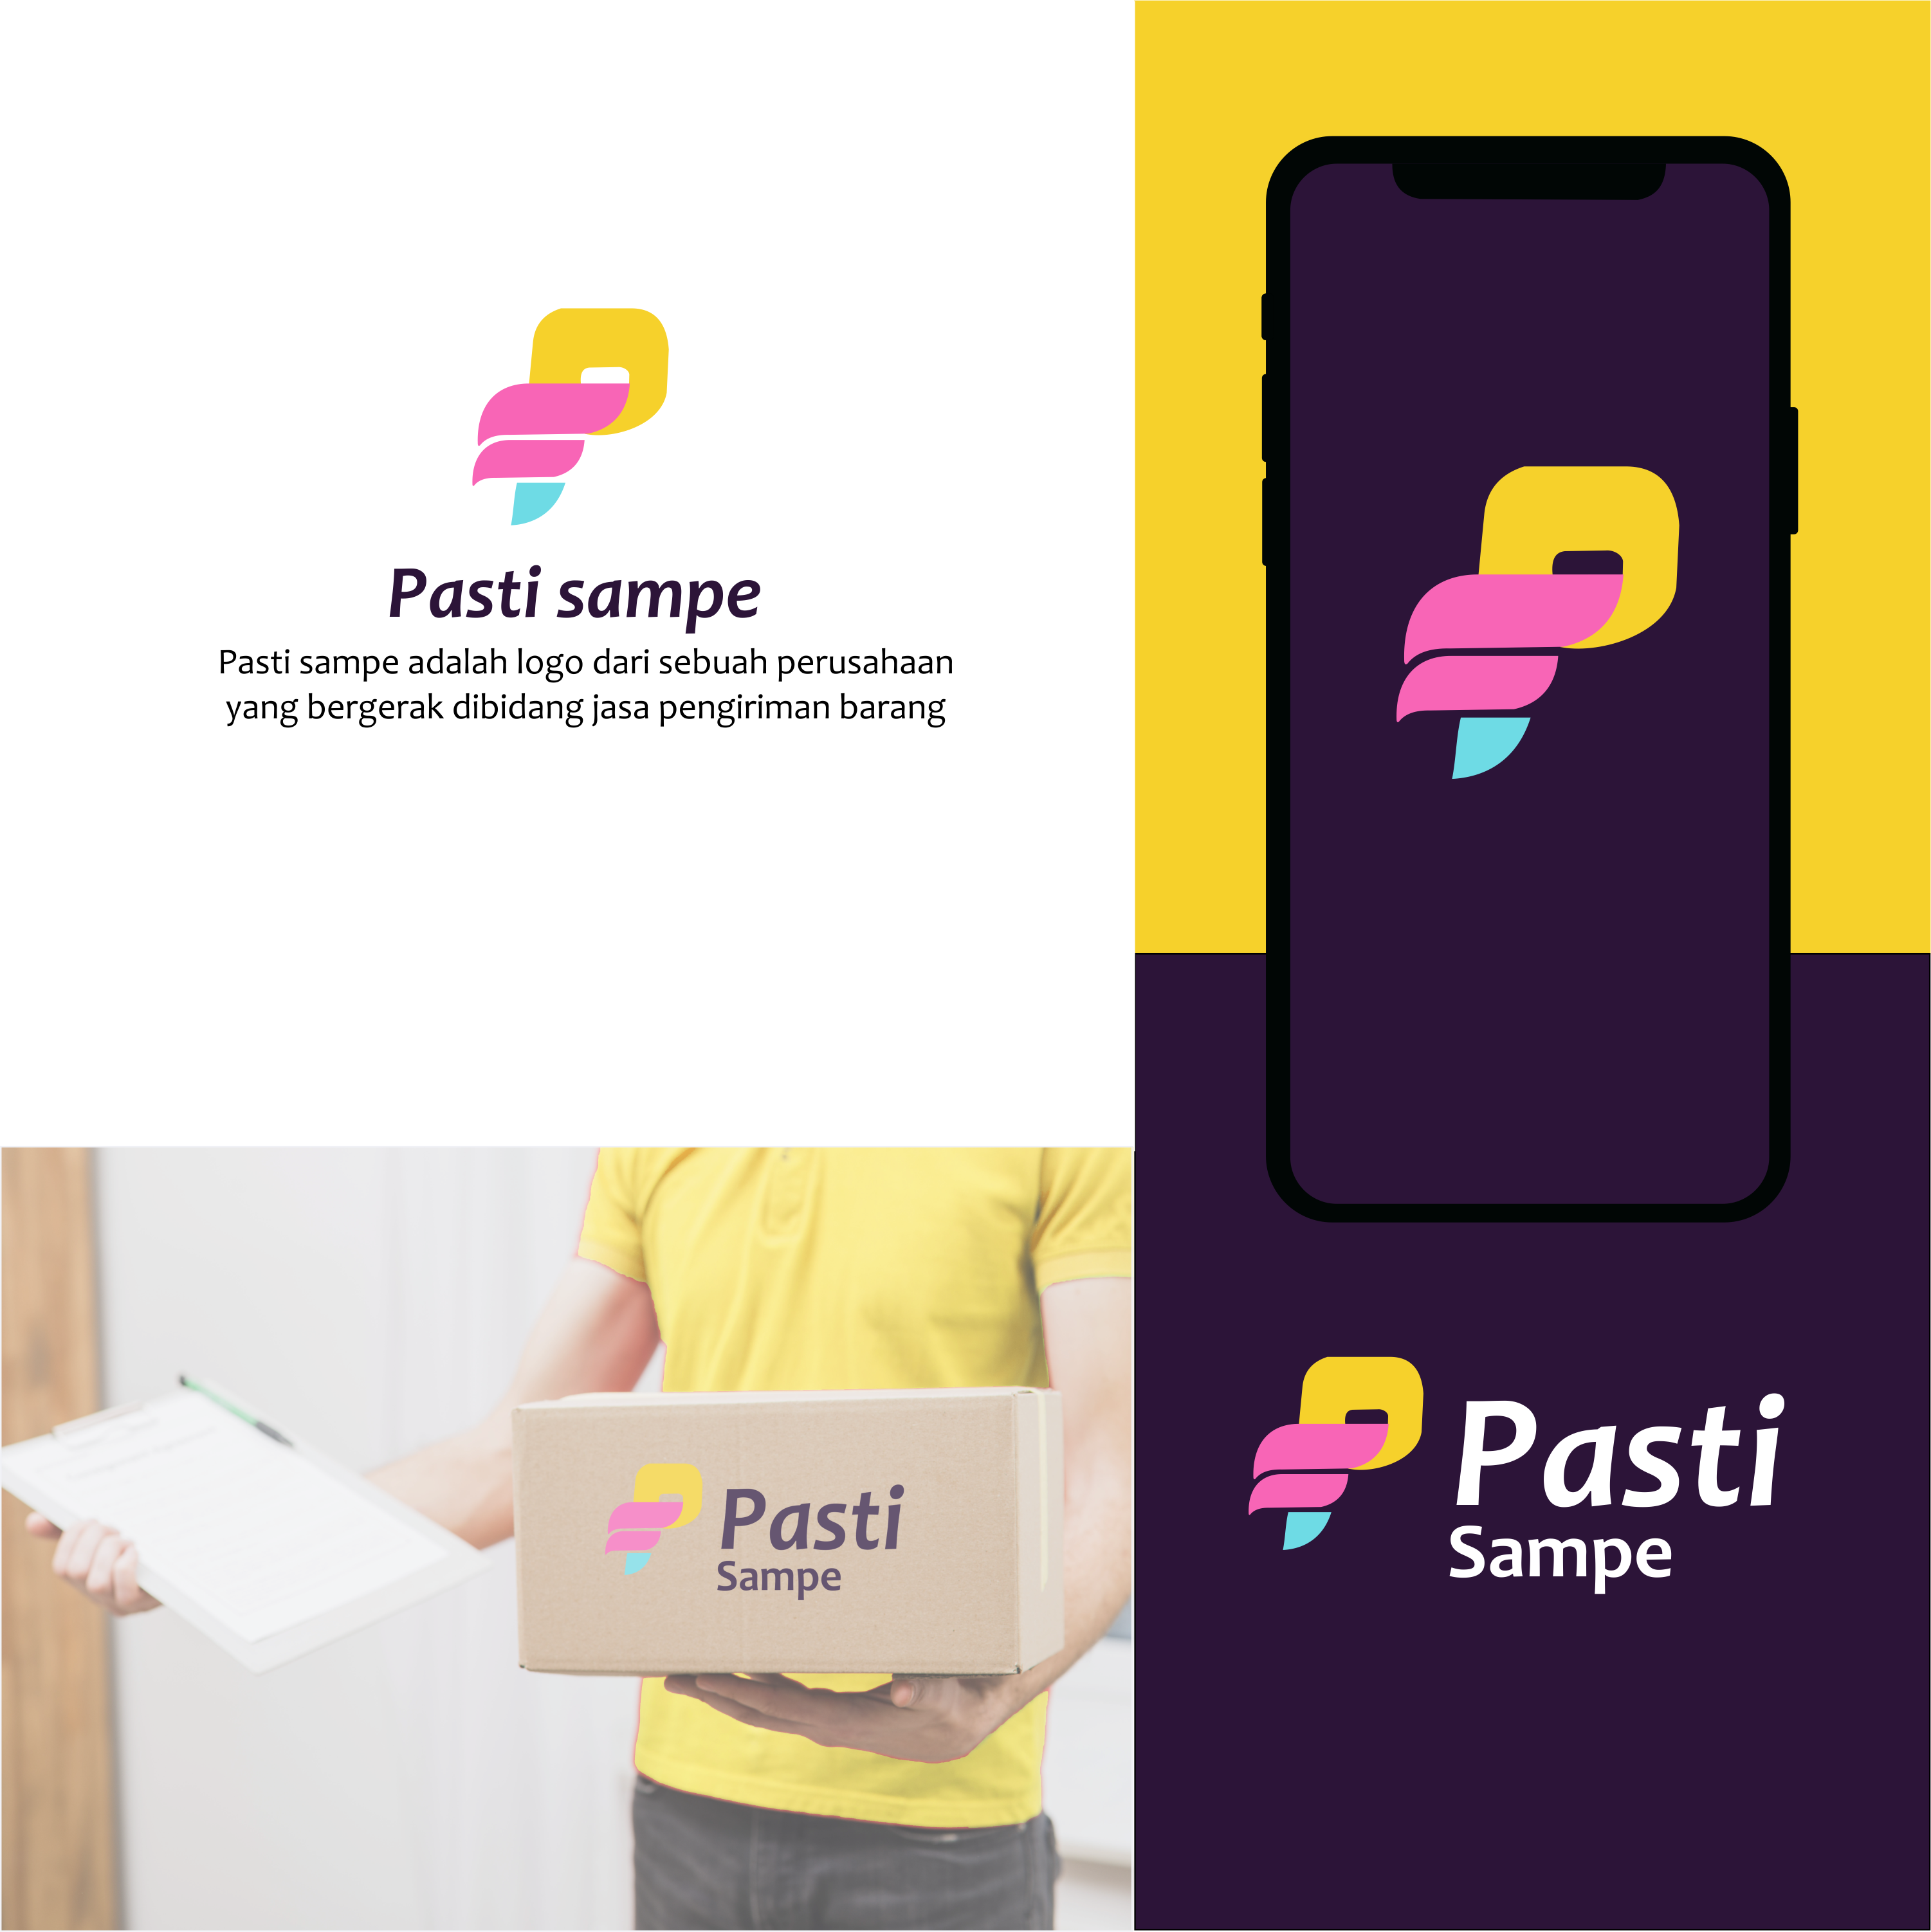 Pasti sampe
Pasti sampe adalah logo dari sebuah perusahaan
yang bergerak dibidang jasa pengiriman barang
Pasti
Sampe
Pasti
Sampe